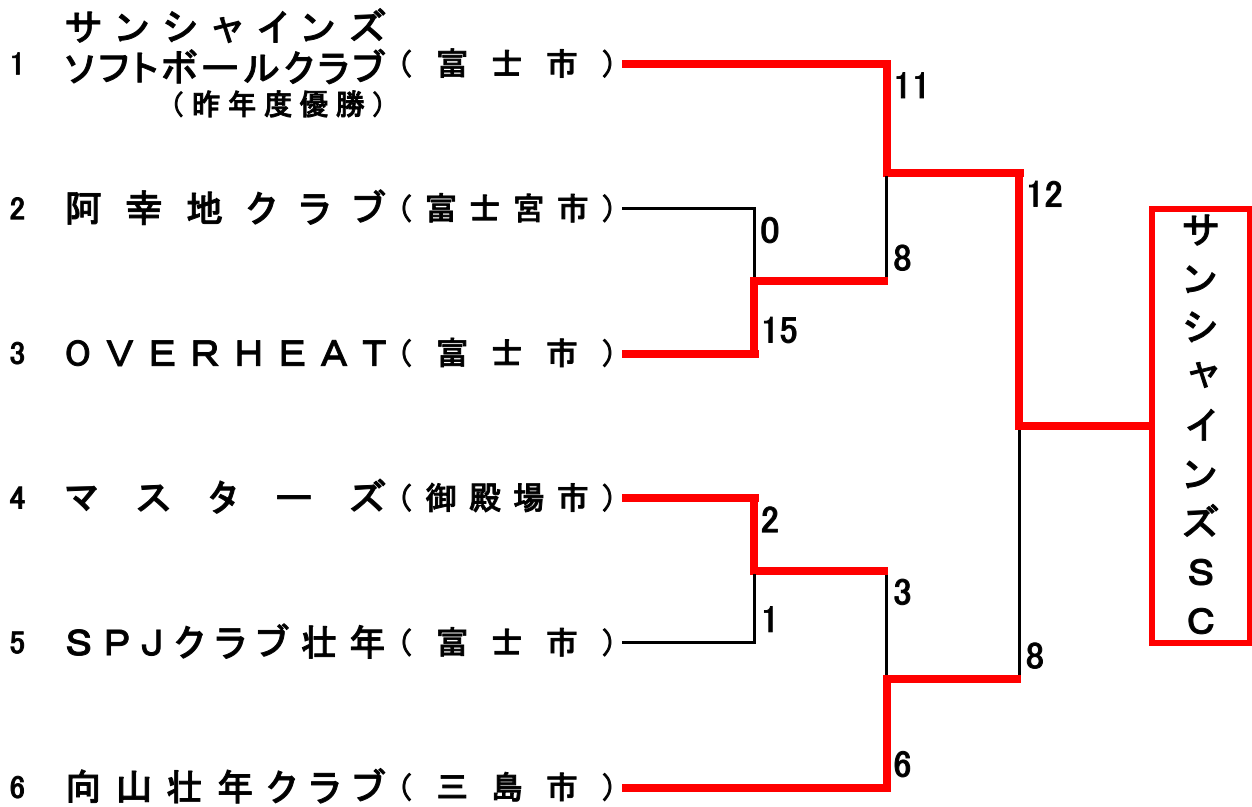 サンシャインズ
1 ソフトボールクラブ(富士市)
(昨年度優勝)
11
12
2 阿幸地クラブ(富士宮市)
0
8
15
3 OVERHEAT(富士市)
サンシャインズSC
4 マスターズ(御殿場市)
2
3
1
5 SPJクラブ壮年(富士市)
8
6
6 向山壮年クラブ(三島市)